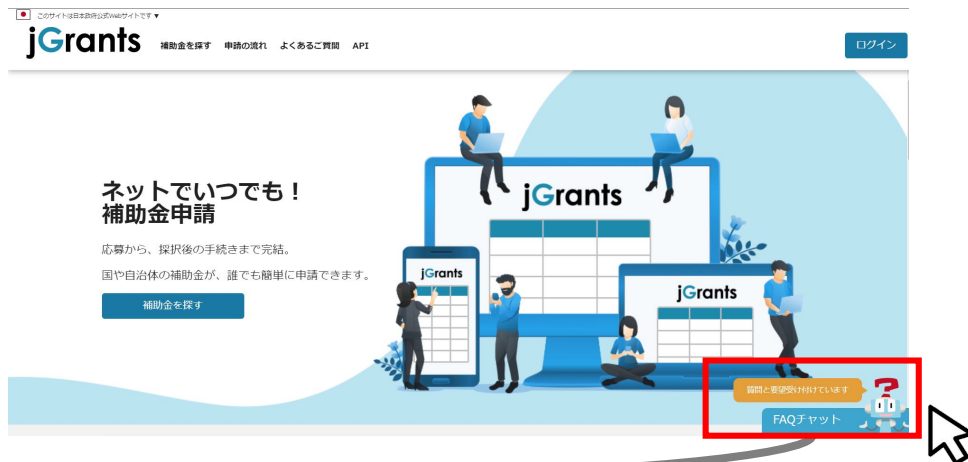 このサイトは日本政府公式Webサイトです ▼
jGrants 補助金を探す 申請の流れ よくあるご質問 API ログイン
ネットでいつでも！
補助金申請
応募から、採択後の手続きまで完結。
国や自治体の補助金が、誰でも簡単に申請できます。
補助金を探す
jGrants
jGrants
jGrants
質問と要望受け付けています
?
FAQチャット